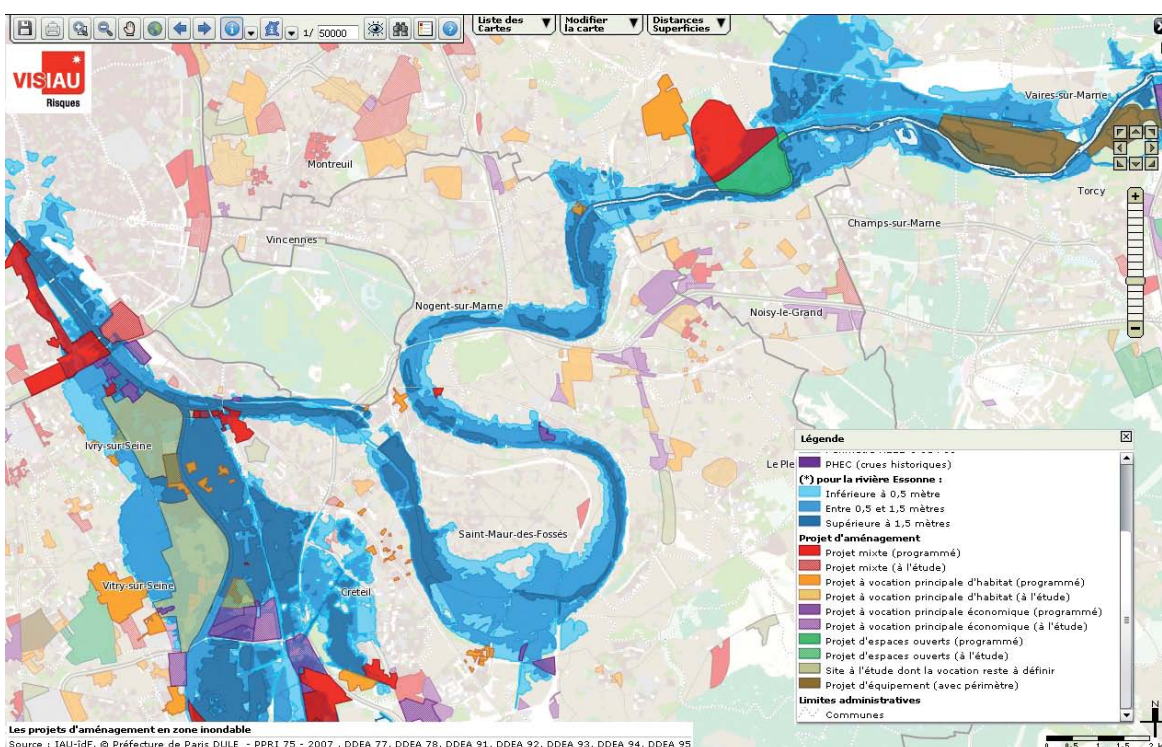 1/ 50000
Liste des
Cartes
Modifier
la carte
Distances
Superficies
VISIAU
Risques
Vaires-sur-Marne
Montreuil
Torcy
Champs-sur-Marne
Vincennes
Nogent-sur-Marne
Noisy-le-Grand
Ivry-sur-Seine
Le Ple
Saint-Maur-des-Fossés
Vitry-sur-Seine
Créteil
Légende
PHEC (crues historiques)
(*) pour la rivière Essonne :
Inférieure à 0,5 mètre
Entre 0,5 et 1,5 mètres
Supérieure à 1,5 mètres
Projet d'aménagement
Projet mixte (programmé)
Projet mixte (à l'étude)
Projet à vocation principale d'habitat (programmé)
Projet à vocation principale d'habitat (à l'étude)
Projet à vocation principale économique (programmé)
Projet à vocation principale économique (à l'étude)
Projet d'espaces ouverts (programmé)
Projet d'espaces ouverts (à l'étude)
Site à l'étude dont la vocation reste à définir
Projet d'équipement (avec périmètre)
Limites administratives
Communes
N
Les projets d'aménagement en zone inondable
Source : IAU-îdF, © Préfecture de Paris DULE - PPRI 75 - 2007 , DDEA 77, DDEA 78, DDEA 91, DDEA 92, DDEA 93, DDEA 94, DDEA 95